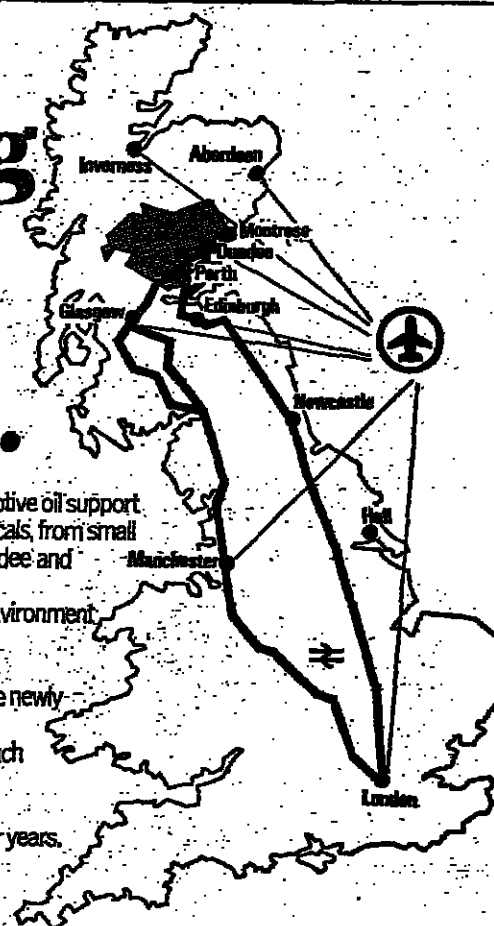 g
Inverness
Aberdeen
Montrose
Dundee
Perth
Glasgow
Edinburgh
Newcastle
Hull
Manchester
London
otive oil support
cals, from small
dee and
vironment
e newly
ch
r years.